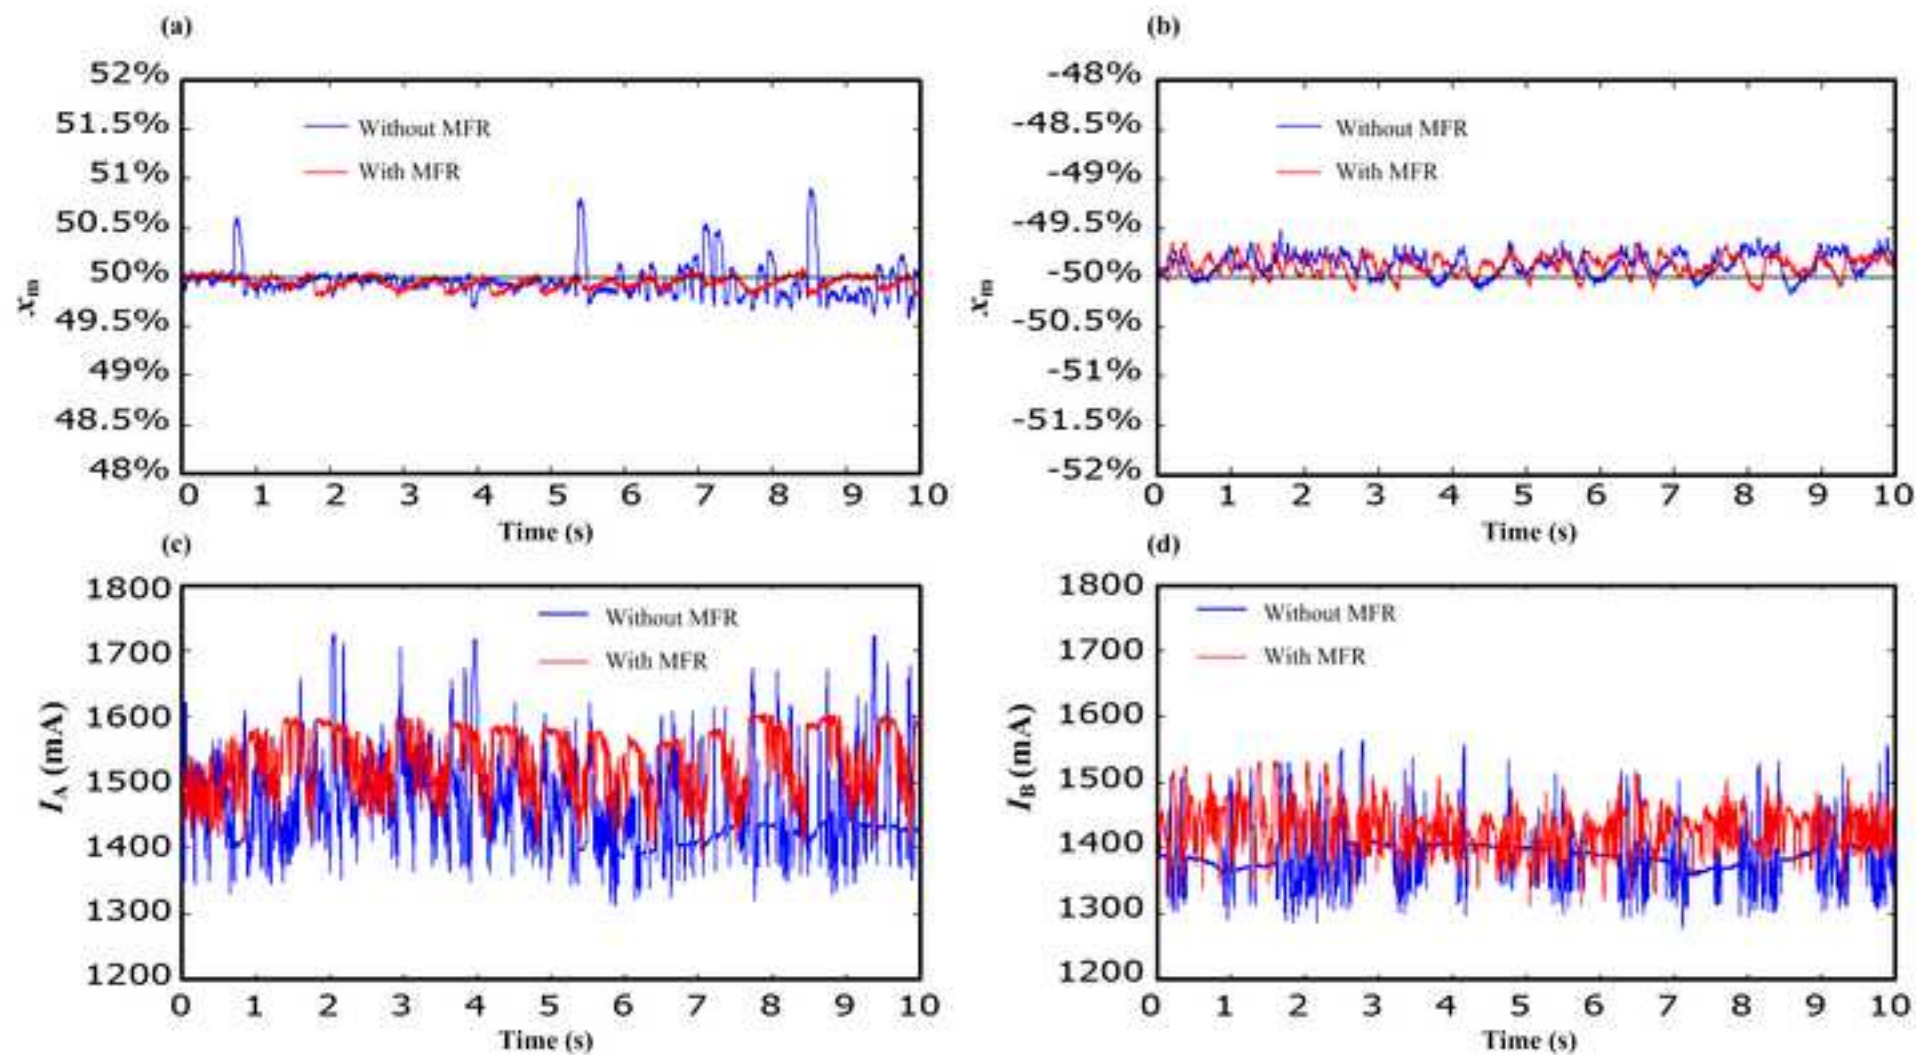 (a)
52%
51.5%
51%
50.5%
50%
49.5%
49%
48.5%
48%
x_m
Without MFR
With MFR
0 1 2 3 4 5 6 7 8 9 10
Time (s)
(b)
-48%
-48.5%
-49%
-49.5%
-50%
-50.5%
-51%
-51.5%
-52%
x_m
Without MFR
With MFR
0 1 2 3 4 5 6 7 8 9 10
Time (s)
(c)
1800
1700
1600
1500
1400
1300
1200
I_A (mA)
Without MFR
With MFR
0 1 2 3 4 5 6 7 8 9 10
Time (s)
(d)
1800
1700
1600
1500
1400
1300
1200
I_B (mA)
Without MFR
With MFR
0 1 2 3 4 5 6 7 8 9 10
Time (s)